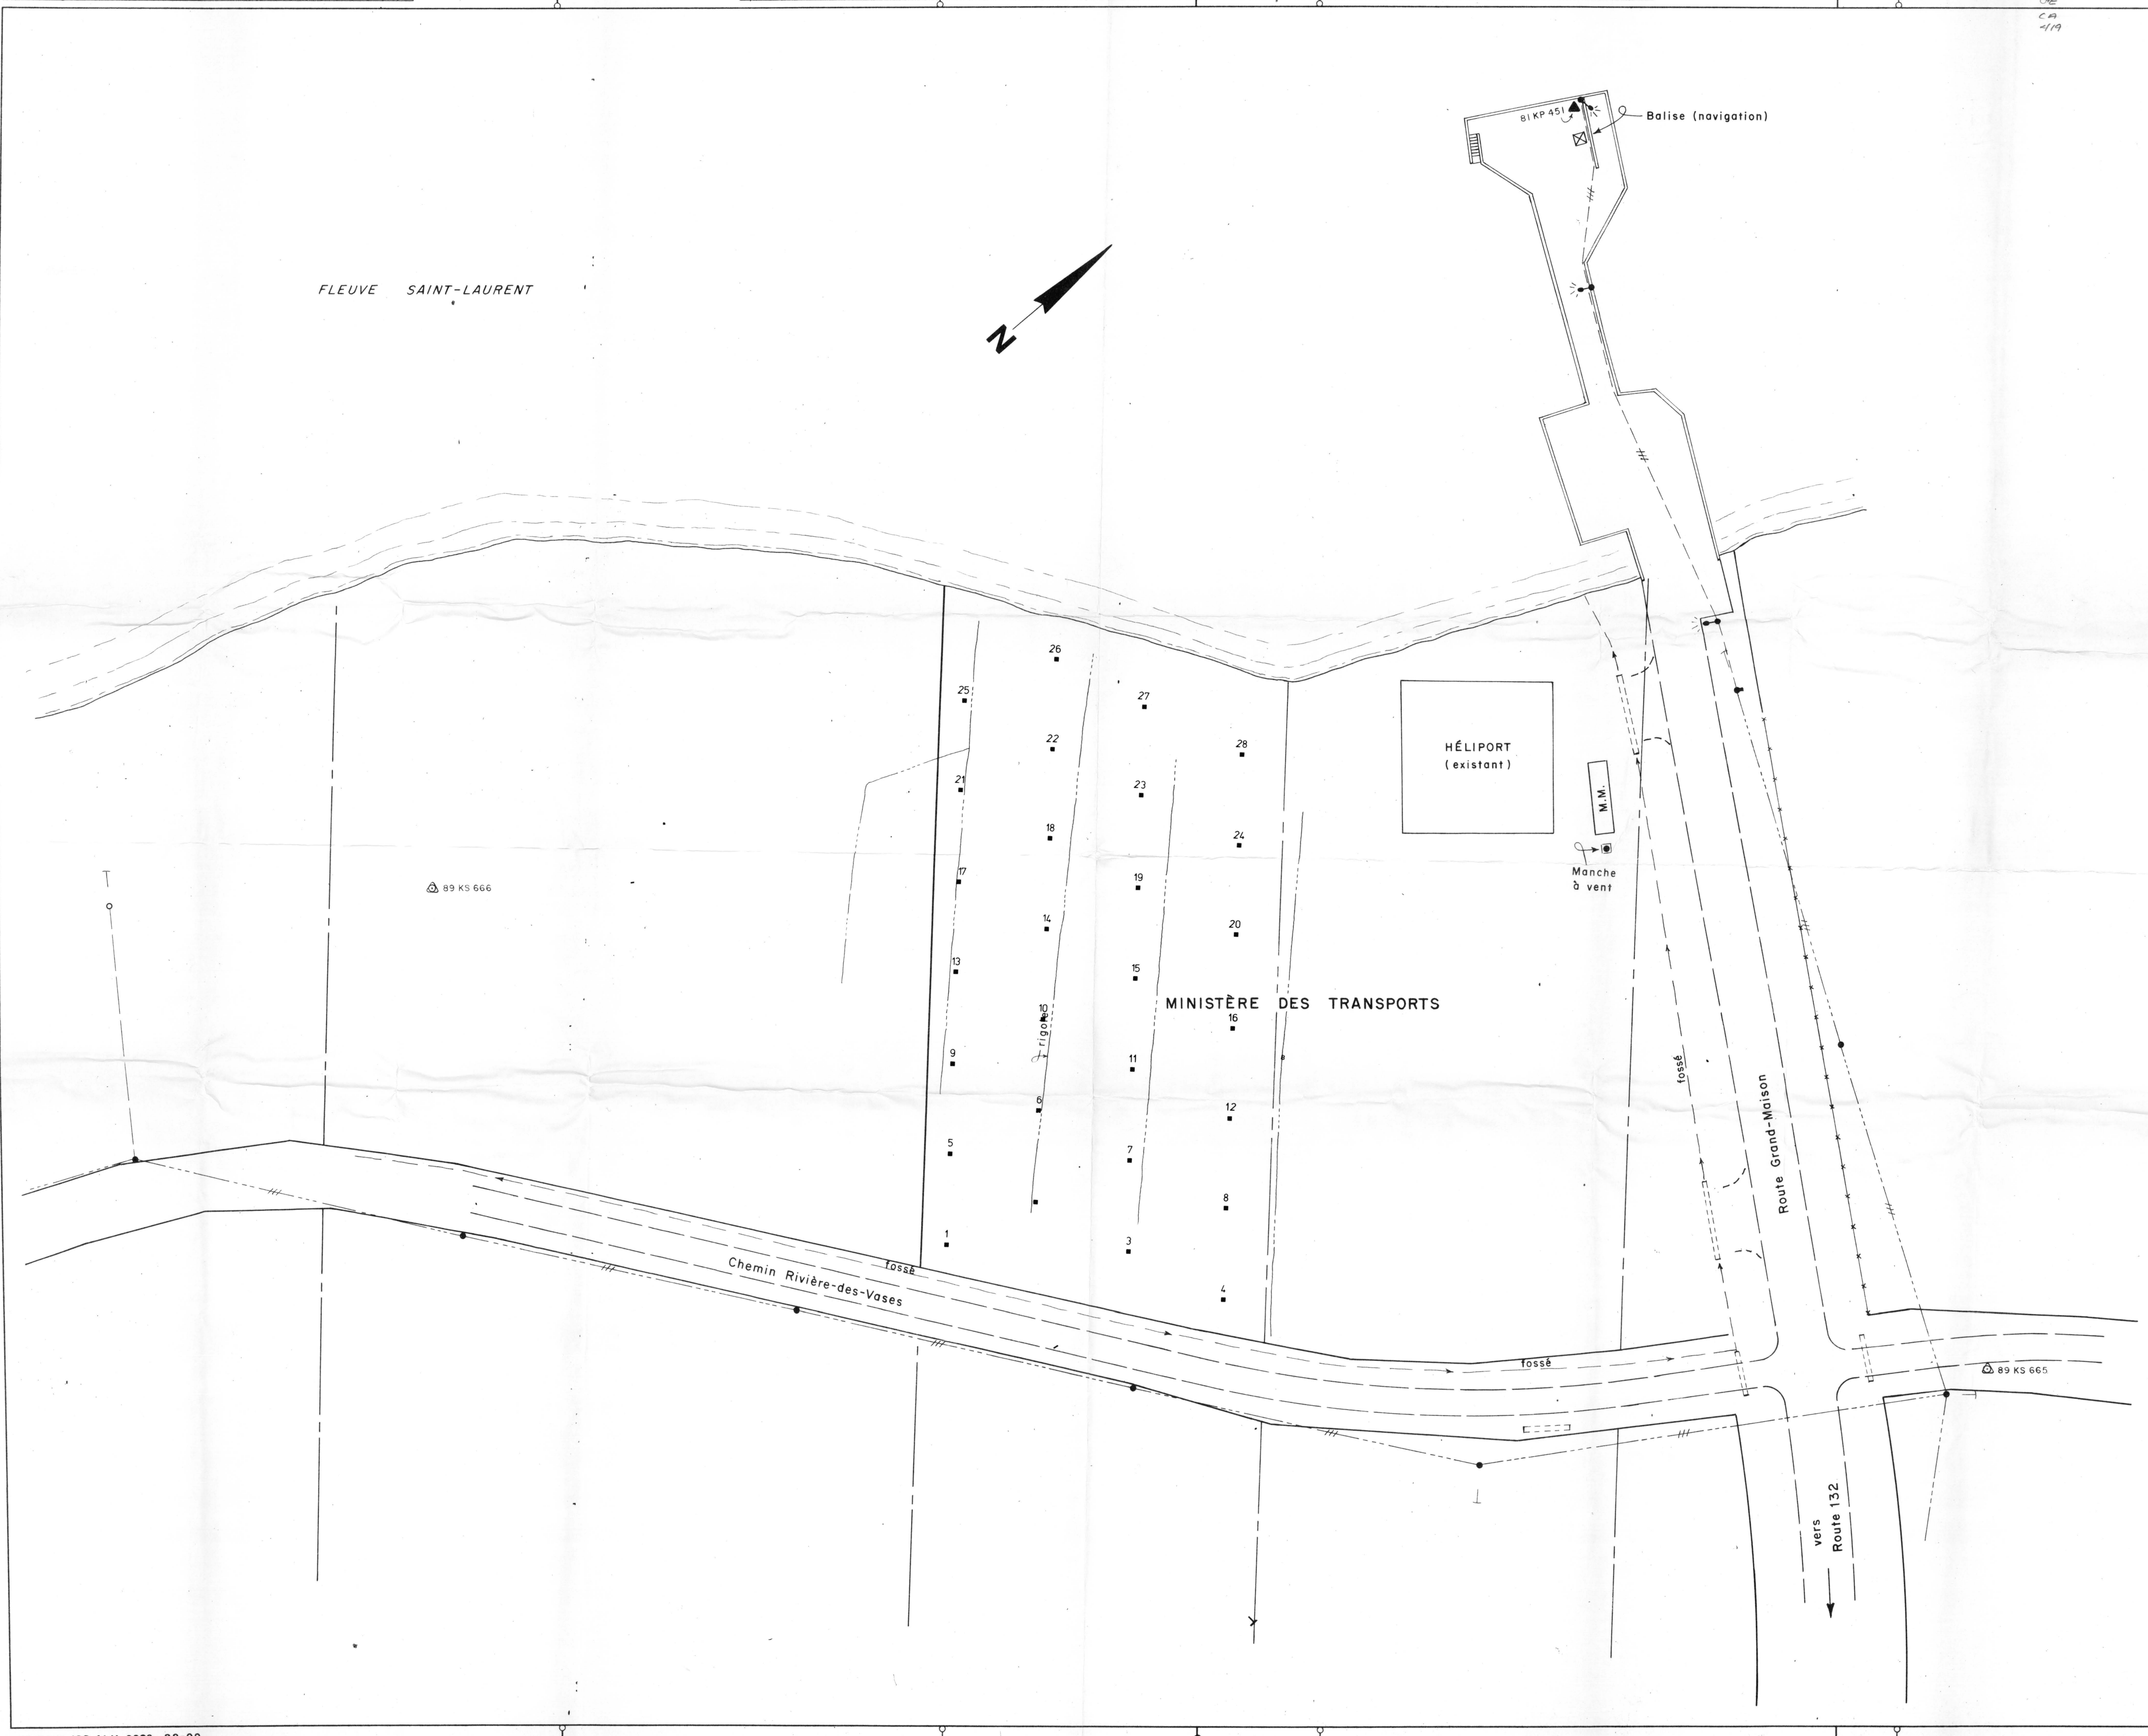 CA
81 KP 451
Balise (navigation)
FLEUVE SAINT-LAURENT
N
26
25
27
22
28
21
23
18
24
17
19
14
20
13
15
10
16
9
11
6
12
5
7
8
1
3
4
HÉLIPORT
(existant)
M.M.
Manche
à vent
89 KS 666
MINISTÈRE DES TRANSPORTS
rigole
fossé
Route Grand-Maison
fossé
Chemin Rivière-des-Vases
fossé
89 KS 665
vers
Route 132